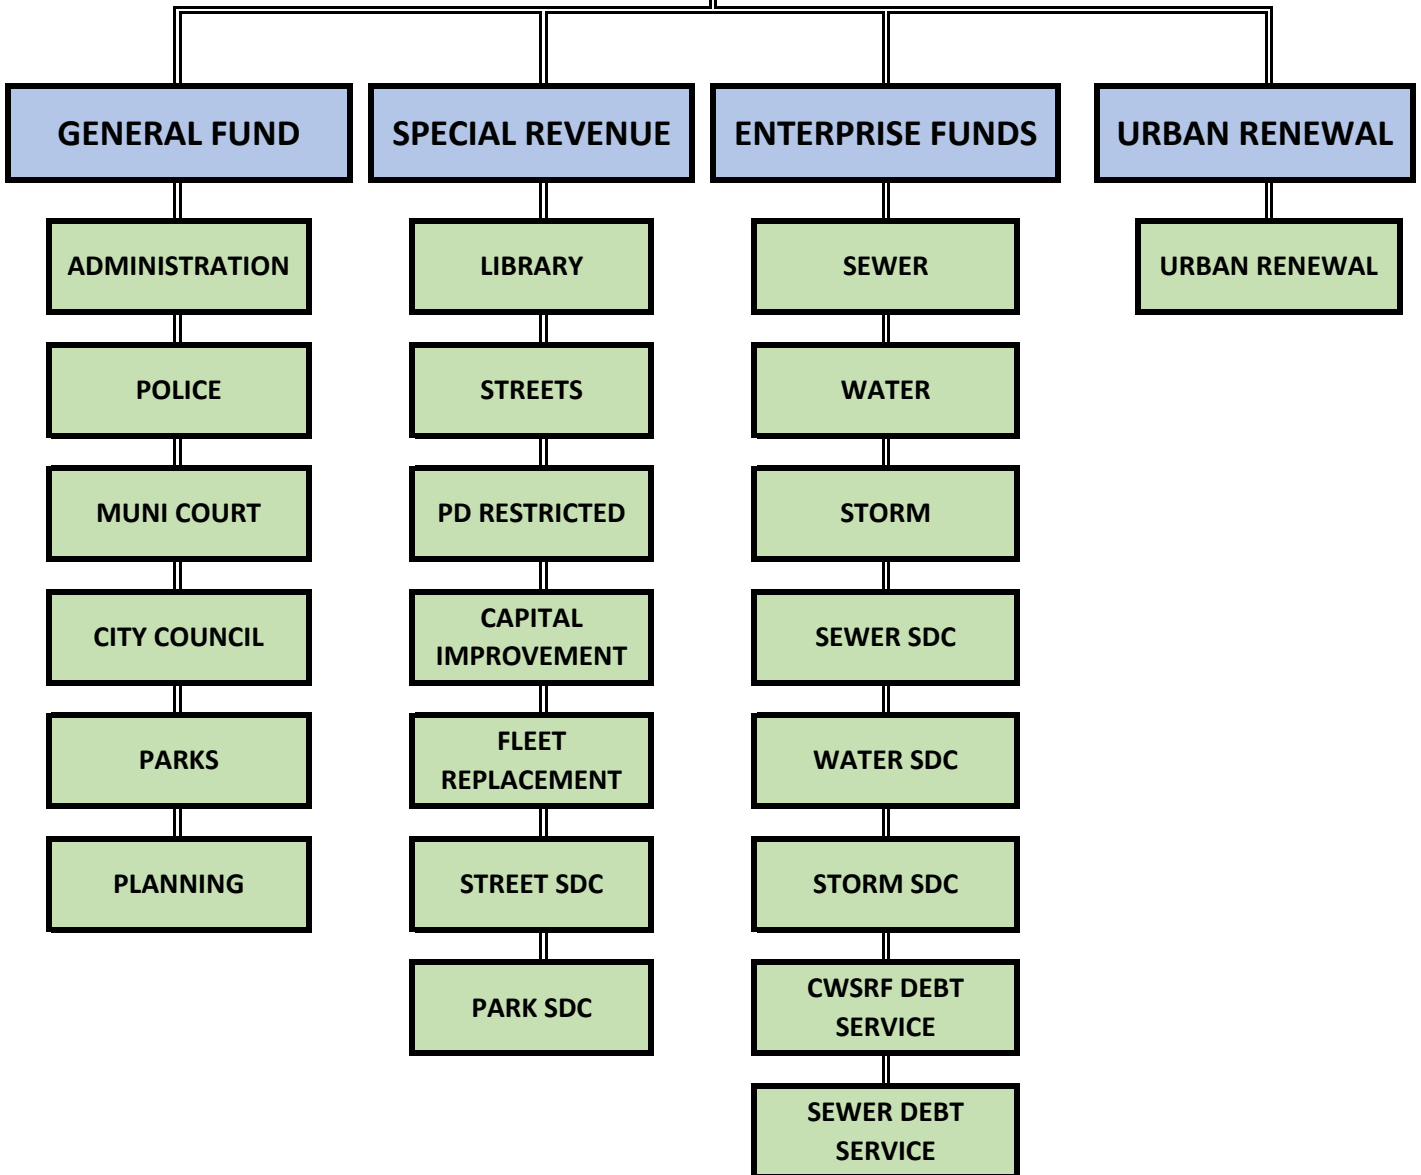 GENERAL FUND
ADMINISTRATION
POLICE
MUNI COURT
CITY COUNCIL
PARKS
PLANNING
SPECIAL REVENUE
LIBRARY
STREETS
PD RESTRICTED
CAPITAL
IMPROVEMENT
FLEET
REPLACEMENT
STREET SDC
PARK SDC
ENTERPRISE FUNDS
SEWER
WATER
STORM
SEWER SDC
WATER SDC
STORM SDC
CWSRF DEBT
SERVICE
SEWER DEBT
SERVICE
URBAN RENEWAL
URBAN RENEWAL